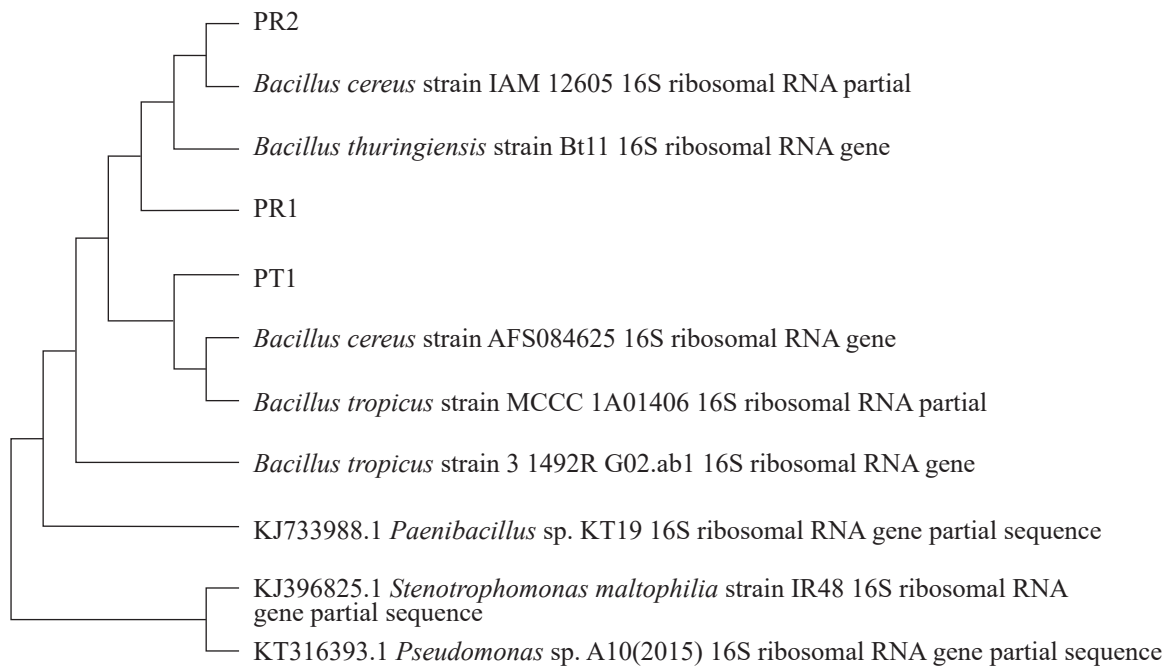 PR2
Bacillus cereus strain IAM 12605 16S ribosomal RNA partial
Bacillus thuringiensis strain Bt11 16S ribosomal RNA gene
PR1
PT1
Bacillus cereus strain AFS084625 16S ribosomal RNA gene
Bacillus tropicus strain MCCC 1A01406 16S ribosomal RNA partial
Bacillus tropicus strain 3 1492R G02.ab1 16S ribosomal RNA gene
KJ733988.1 Paenibacillus sp. KT19 16S ribosomal RNA gene partial sequence
KJ396825.1 Stenotrophomonas maltophilia strain IR48 16S ribosomal RNA
gene partial sequence
KT316393.1 Pseudomonas sp. A10(2015) 16S ribosomal RNA gene partial sequence